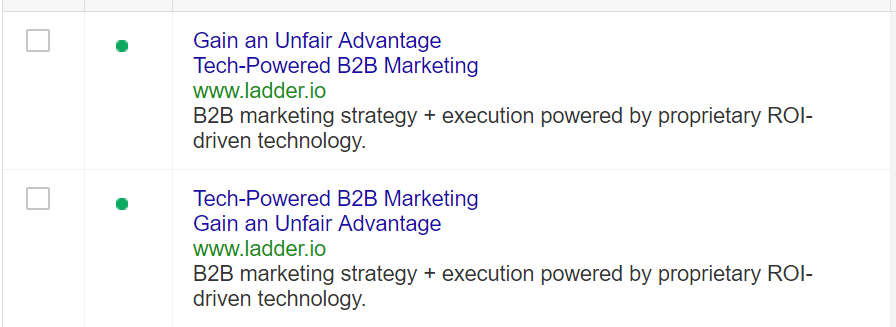 Gain an Unfair Advantage
Tech-Powered B2B Marketing
www.ladder.io
B2B marketing strategy + execution powered by proprietary ROI-
driven technology.
Tech-Powered B2B Marketing
Gain an Unfair Advantage
www.ladder.io
B2B marketing strategy + execution powered by proprietary ROI-
driven technology.